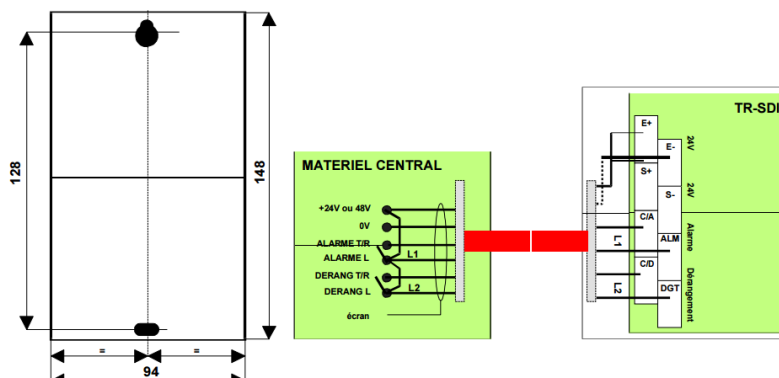 128
148
=
=
94
MATERIEL CENTRAL
+24V ou 48V
0V
ALARME T/R
ALARME L
L1
DERANG T/R
DERANG L
L2
écran
TR-SDI
E+
E-
24V
S+
S-
24V
C/A
L1
ALM
Alarme
C/D
L2
DGT
Dérangement